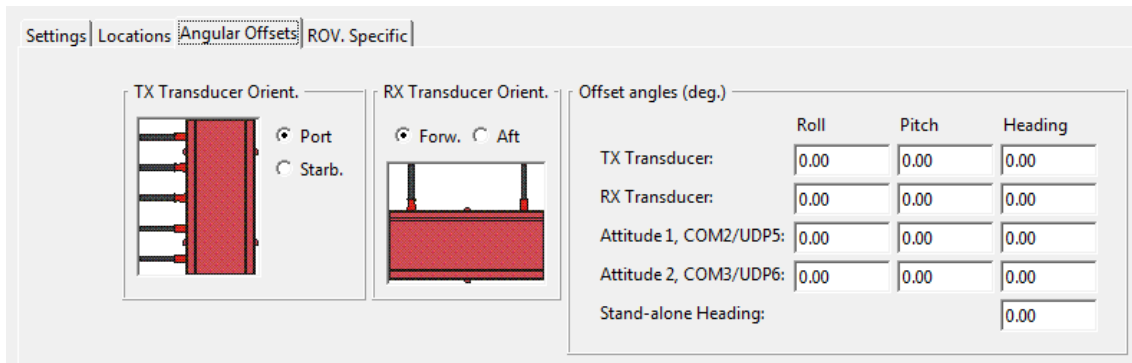 Settings Locations Angular Offsets ROV. Specific
TX Transducer Orient.
Port
Starb.
RX Transducer Orient.
Forw. Aft
Offset angles (deg.)
Roll Pitch Heading
TX Transducer: 0.00 0.00 0.00
RX Transducer: 0.00 0.00 0.00
Attitude 1, COM2/UDP5: 0.00 0.00 0.00
Attitude 2, COM3/UDP6: 0.00 0.00 0.00
Stand-alone Heading: 0.00